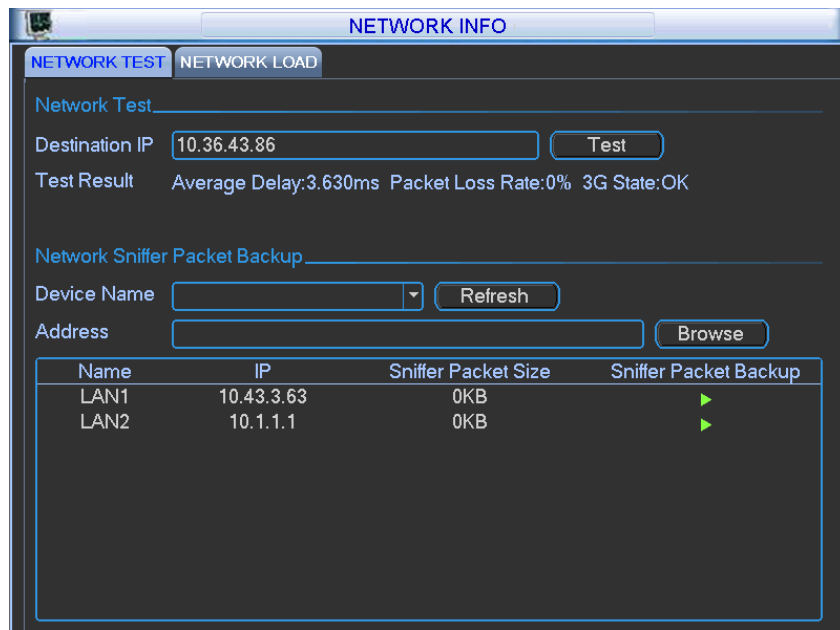 NETWORK INFO
NETWORK TEST NETWORK LOAD
Network Test
Destination IP 10.36.43.86 Test
Test Result Average Delay:3.630ms Packet Loss Rate:0% 3G State:OK
Network Sniffer Packet Backup
Device Name Refresh
Address Browse
Name IP Sniffer Packet Size Sniffer Packet Backup
LAN1 10.43.3.63 0KB
LAN2 10.1.1.1 0KB